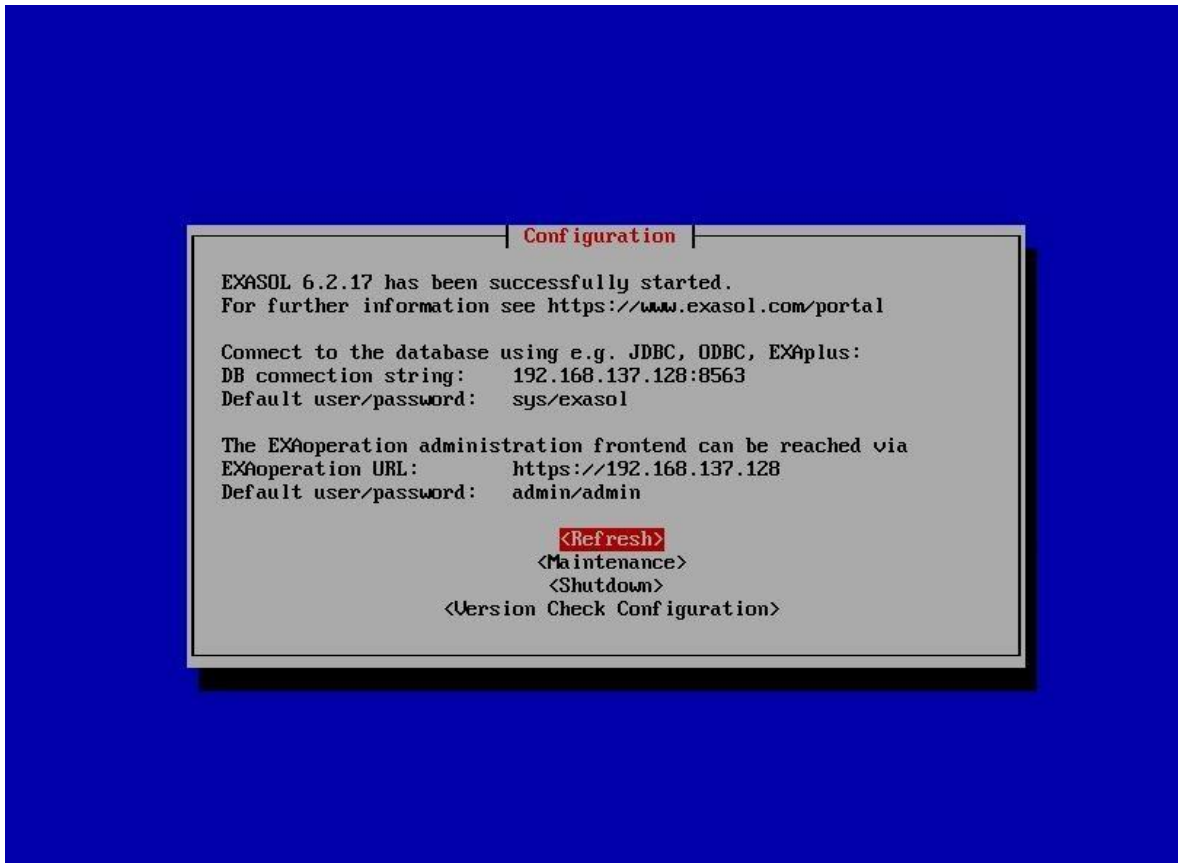 Configuration
EXASOL 6.2.17 has been successfully started.
For further information see https://www.exasol.com/portal
Connect to the database using e.g. JDBC, ODBC, EXAplus:
DB connection string: 192.168.137.128:8563
Default user/password: sys/exasol
The EXAoperation administration frontend can be reached via
EXAoperation URL: https://192.168.137.128
Default user/password: admin/admin
<Refresh>
<Maintenance>
<Shutdown>
<Version Check Configuration>